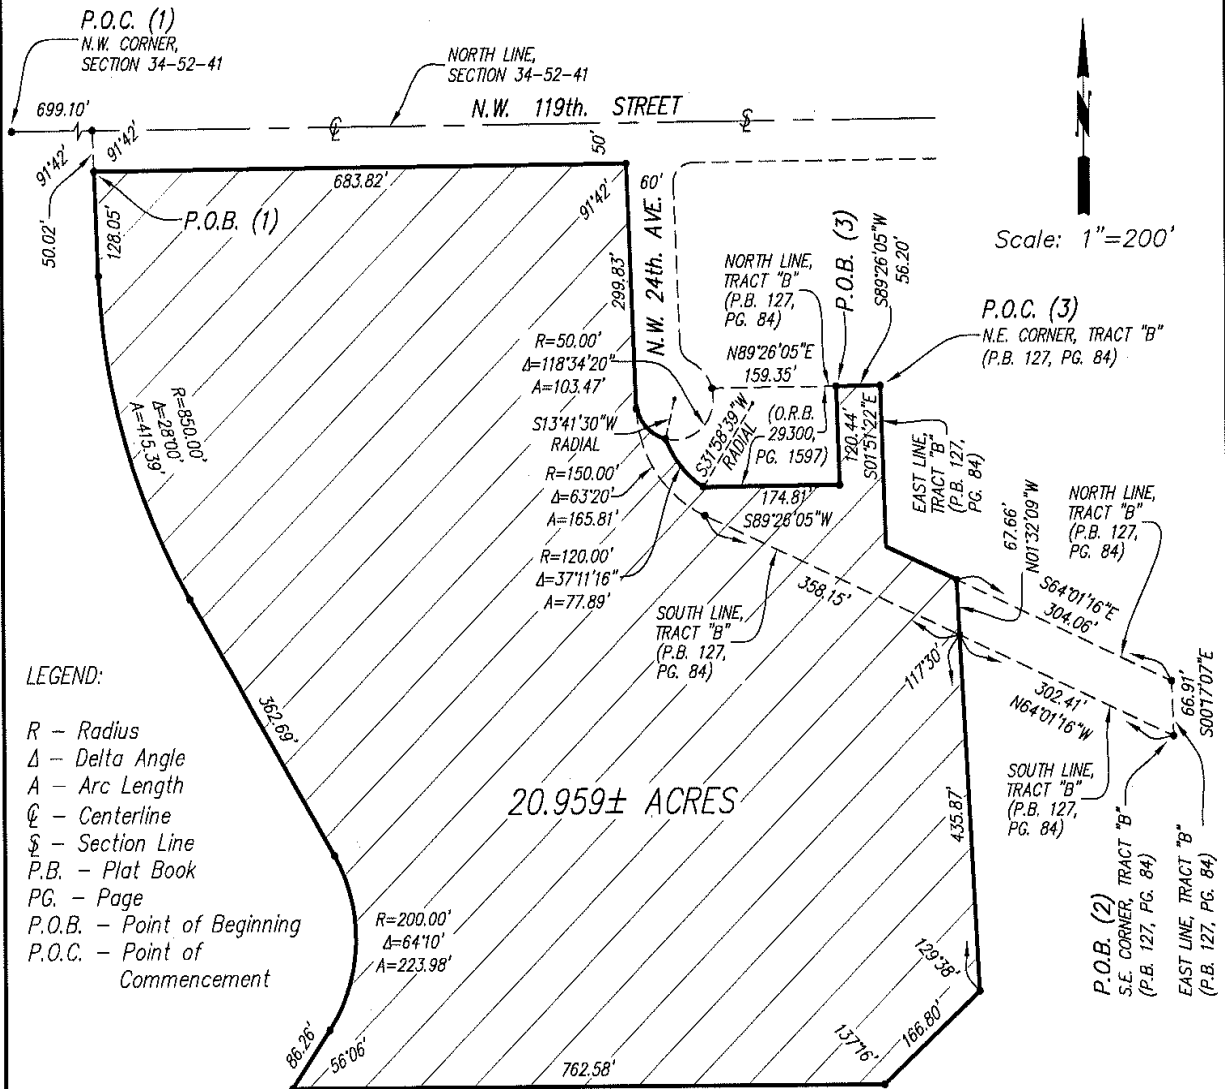 P.O.C. (1)
N.W. CORNER,
SECTION 34-52-41
NORTH LINE,
SECTION 34-52-41
699.10'
N.W. 119th. STREET
91°42'
91°42'
50.02'
128.05'
683.82'
P.O.B. (1)
50'
91°42'
60'
299.83'
N.W. 24th. AVE.
N
Scale: 1"=200'
NORTH LINE,
TRACT "B"
(P.B. 127,
PG. 84)
P.O.B. (3)
S89°26'05"W
56.20'
P.O.C. (3)
N.E. CORNER, TRACT "B"
(P.B. 127, PG. 84)
N89°26'05"E
159.35'
R=50.00'
Δ=118°34'20"
A=103.47'
S13°41'30"W
RADIAL
S31°58'39"W
RADIAL
(O.R.B.
29300,
PG. 1597)
120.44'
S01°51'22"E
EAST LINE,
TRACT "B"
(P.B. 127,
PG. 84)
R=850.00'
Δ=28°00'
A=415.39'
R=150.00'
Δ=63°20'
A=165.81'
174.81'
S89°26'05"W
R=120.00'
Δ=37°11'16"
A=77.89'
67.66'
N01°32'09"W
NORTH LINE,
TRACT "B"
(P.B. 127,
PG. 84)
S64°01'16"E
304.06'
358.15'
SOUTH LINE,
TRACT "B"
(P.B. 127,
PG. 84)
117°30'
302.41'
N64°01'16"W
66.91'
S00°17'07"E
SOUTH LINE,
TRACT "B"
(P.B. 127,
PG. 84)
P.O.B. (2)
S.E. CORNER, TRACT "B"
(P.B. 127, PG. 84)
EAST LINE, TRACT "B"
(P.B. 127, PG. 84)
LEGEND:
R – Radius
Δ – Delta Angle
A – Arc Length
℄ – Centerline
§L – Section Line
P.B. – Plat Book
PG. – Page
P.O.B. – Point of Beginning
P.O.C. – Point of
Commencement
362.69'
20.959± ACRES
435.87'
R=200.00'
Δ=64°10'
A=223.98'
129°38'
166.80'
137°16'
86.26'
56°06'
762.58'